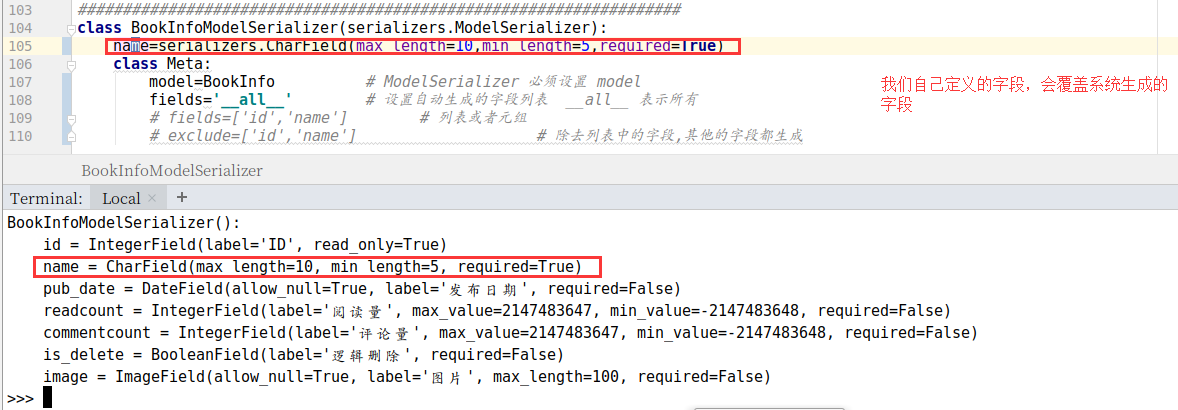 103 ###################################################################
104 class BookInfoModelSerializer(serializers.ModelSerializer):
105 name=serializers.CharField(max_length=10,min_length=5,required=True)
106 class Meta:
107 model=BookInfo # ModelSerializer 必须设置 model
108 fields='__all__' # 设置自动生成的字段列表 __all__ 表示所有
109 # fields=['id','name'] # 列表或者元组
110 # exclude=['id','name'] # 除去列表中的字段,其他的字段都生成
我们自己定义的字段，会覆盖系统生成的
字段
BookInfoModelSerializer
Terminal: Local × +
BookInfoModelSerializer():
id = IntegerField(label='ID', read_only=True)
name = CharField(max_length=10, min_length=5, required=True)
pub_date = DateField(allow_null=True, label='发布日期', required=False)
readcount = IntegerField(label='阅读量', max_value=2147483647, min_value=-2147483648, required=False)
commentcount = IntegerField(label='评论量', max_value=2147483647, min_value=-2147483648, required=False)
is_delete = BooleanField(label='逻辑删除', required=False)
image = ImageField(allow_null=True, label='图片', max_length=100, required=False)
>>>